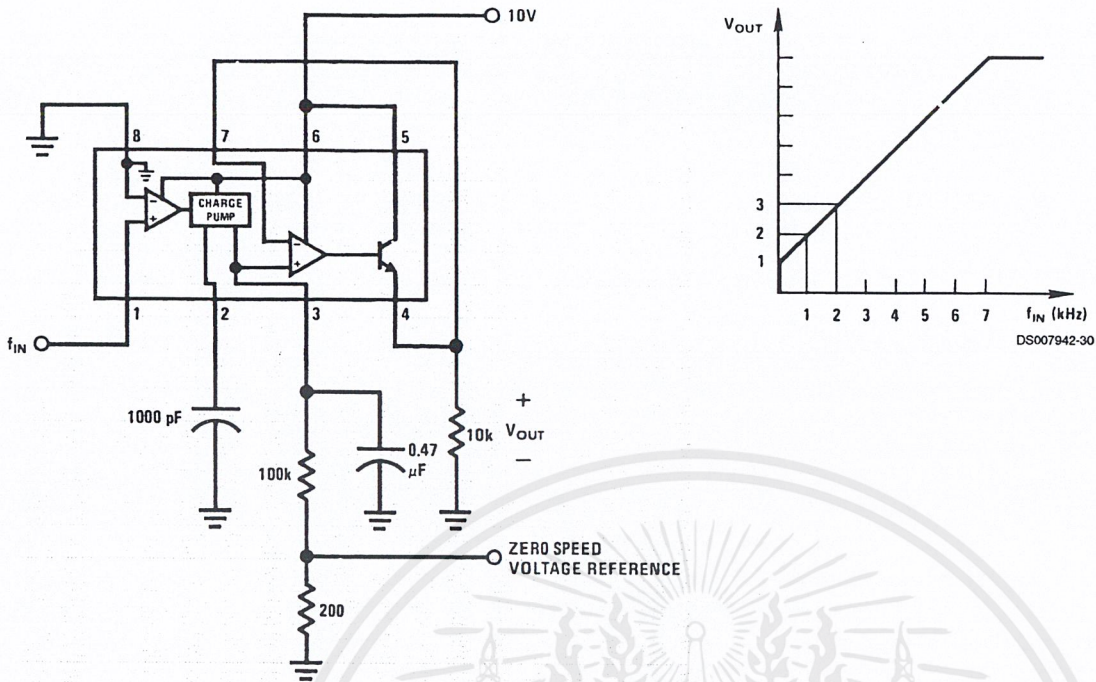 10V
8
7
6
5
CHARGE
PUMP
−
+
−
+
1
2
3
4
fIN
1000 pF
100k
0.47
µF
10k
+
VOUT
−
ZERO SPEED
VOLTAGE REFERENCE
200
VOUT
3
2
1
1 2 3 4 5 6 7
fIN (kHz)
DS007942-30